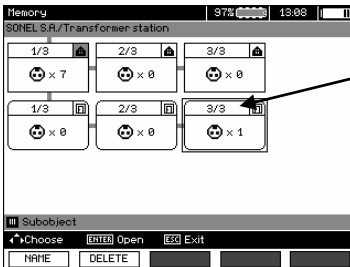 Memory 97% 13:08
SONEL S.A./Transformer station
1/3 2/3 3/3
× 7 × 0 × 0
1/3 2/3 3/3
× 0 × 0 × 1
Subobject
Choose ENTER Open ESC Exit
NAME DELETE